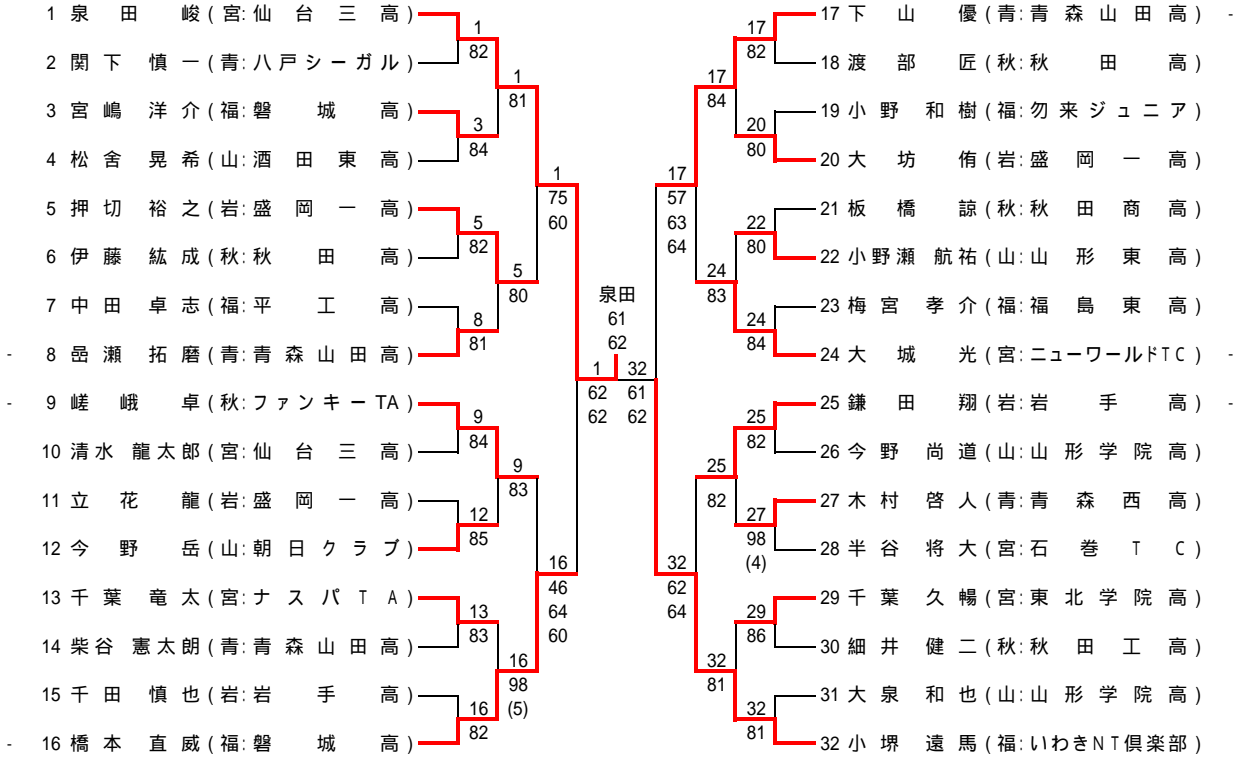 1 泉田 峻 (宮:仙台三高)
2 関下 慎一 (青:八戸シーガル)
3 宮嶋 洋介 (福:磐城高)
4 松舎 晃希 (山:酒田東高)
5 押切 裕之 (岩:盛岡一高)
6 伊藤 紘成 (秋:秋田高)
7 中田 卓志 (福:平工高)
- 8 嵒瀬 拓磨 (青:青森山田高)
- 9 嵯峨 卓 (秋:ファンキーTA)
10 清水 龍太郎 (宮:仙台三高)
11 立花 龍 (岩:盛岡一高)
12 今野 岳 (山:朝日クラブ)
13 千葉 竜太 (宮:ナスパTA)
14 柴谷 憲太朗 (青:青森山田高)
15 千田 慎也 (岩:岩手高)
- 16 橋本 直威 (福:磐城高)
1
82
3
84
5
82
8
81
9
84
12
85
13
83
16
82
1
81
5
80
9
83
16
98
(5)
1
75
60
16
46
64
60
1
62
62
泉田
61
62
32
61
62
17
57
63
64
32
62
64
17
84
24
83
25
82
32
81
17
82
20
80
22
80
24
84
25
82
27
98
(4)
29
86
32
81
17 下山 優 (青:青森山田高) -
18 渡部 匠 (秋:秋田高)
19 小野 和樹 (福:勿来ジュニア)
20 大坊 侑 (岩:盛岡一高)
21 板橋 諒 (秋:秋田商高)
22 小野瀬 航祐 (山:山形東高)
23 梅宮 孝介 (福:福島東高)
24 大城 光 (宮:ニューワールドTC) -
25 鎌田 翔 (岩:岩手高) -
26 今野 尚道 (山:山形学院高)
27 木村 啓人 (青:青森西高)
28 半谷 将大 (宮:石巻TC)
29 千葉 久暢 (宮:東北学院高)
30 細井 健二 (秋:秋田工高)
31 大泉 和也 (山:山形学院高)
32 小堺 遠馬 (福:いわきNT倶楽部)